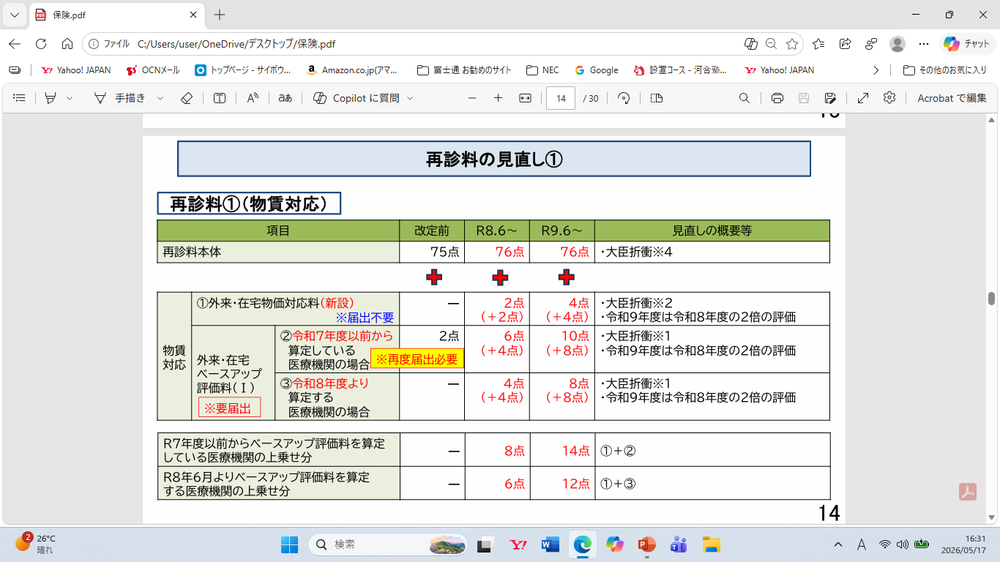 保険.pdf
ファイル C:/Users/user/OneDrive/デスクトップ/保険.pdf
チャット
Yahoo! JAPAN OCNメール トップページ - サイボウ... Amazon.co.jp(アマ... 富士通 お勧めのサイト NEC Google 設置コース - 河合塾... Yahoo! JAPAN その他のお気に入り
手書き Copilot に質問 14 / 30 Acrobat で編集
再診料の見直し①
再診料①（物賃対応）
項目 改定前 R8.6～ R9.6～ 見直しの概要等
再診料本体 75点 76点 76点 ・大臣折衝※4
①外来・在宅物価対応料（新設） ー 2点 4点 ・大臣折衝※2
※届出不要 （＋2点） （＋4点） ・令和9年度は令和8年度の2倍の評価
物賃
対応
外来・在宅
ベースアップ
評価料（Ⅰ）
※要届出
②令和7年度以前から 2点 6点 10点 ・大臣折衝※1
算定している （＋4点） （＋8点） ・令和9年度は令和8年度の2倍の評価
医療機関の場合 ※再度届出必要
③令和8年度より ー 4点 8点 ・大臣折衝※1
算定する （＋4点） （＋8点） ・令和9年度は令和8年度の2倍の評価
医療機関の場合
R7年度以前からベースアップ評価料を算定
している医療機関の上乗せ分 ー 8点 14点 ①＋②
R8年6月よりベースアップ評価料を算定
する医療機関の上乗せ分 ー 6点 12点 ①＋③
14
2
26°C
晴れ
検索
A
16:31
2026/05/17